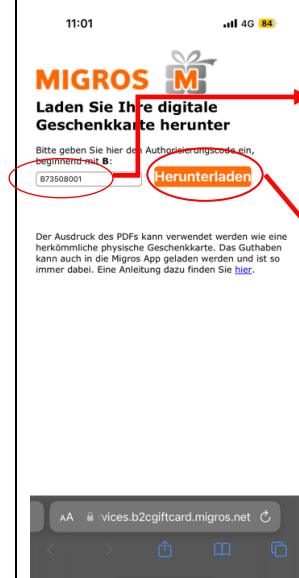 11:01
4G 84
MIGROS M
Laden Sie Ihre digitale
Geschenkkarte herunter
Bitte geben Sie hier den Authorisierungscode ein,
beginnend mit B:
B73508001
Herunterladen
Der Ausdruck des PDFs kann verwendet werden wie eine
herkömmliche physische Geschenkkarte. Das Guthaben
kann auch in die Migros App geladen werden und ist so
immer dabei. Eine Anleitung dazu finden Sie hier.
AA vices.b2cgiftcard.migros.net